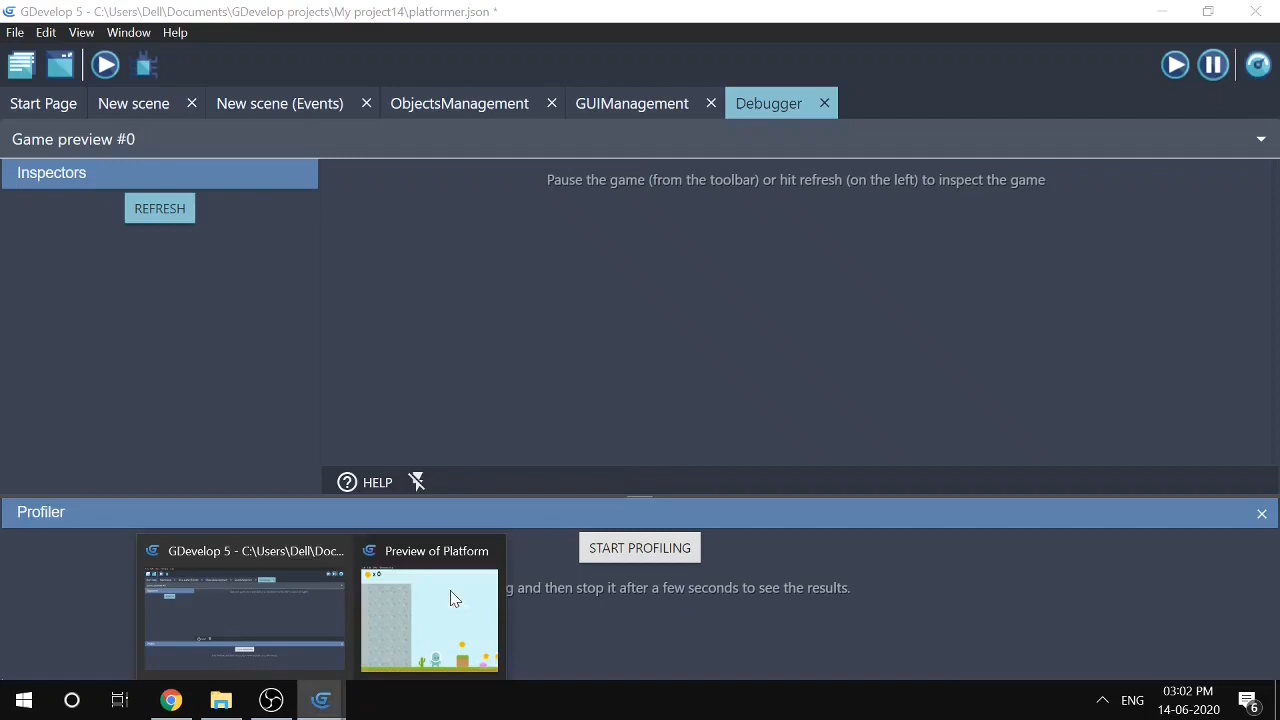 GDevelop 5 - C:\Users\Dell\Documents\GDevelop projects\My project14\platformer.json *
File Edit View Window Help
Start Page New scene New scene (Events) ObjectsManagement GUIManagement Debugger
Game preview #0
Inspectors
Pause the game (from the toolbar) or hit refresh (on the left) to inspect the game
REFRESH
HELP
Profiler
START PROFILING
GDevelop 5 - C:\Users\Dell\Doc... Preview of Platform
g and then stop it after a few seconds to see the results.
ENG
03:02 PM
14-06-2020
6